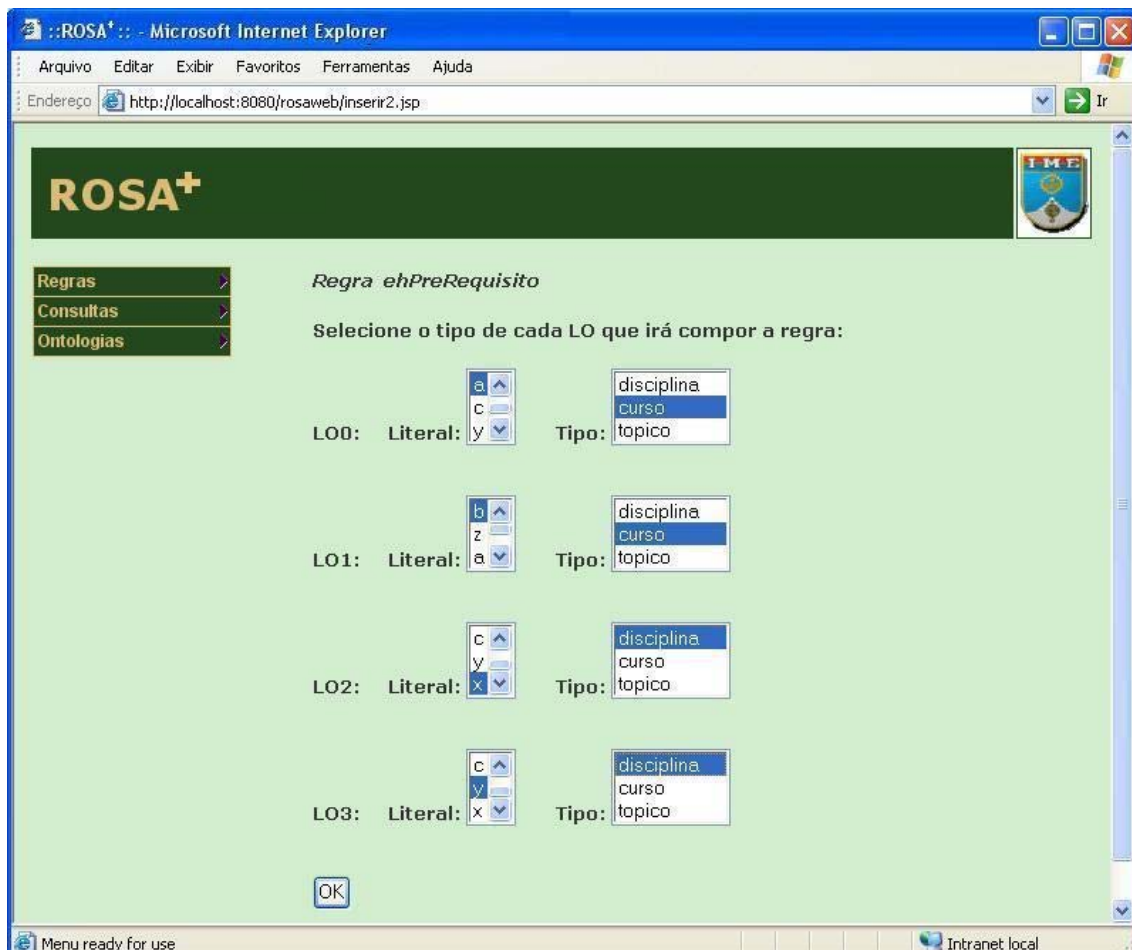 ::ROSA⁺:: - Microsoft Internet Explorer
Arquivo Editar Exibir Favoritos Ferramentas Ajuda
Endereço http://localhost:8080/rosaweb/inserir2.jsp Ir
ROSA⁺
IME
Regras
Consultas
Ontologias
Regra ehPreRequisito
Selecione o tipo de cada LO que irá compor a regra:
LO0: Literal: a c y Tipo: disciplina curso topico
LO1: Literal: b z a Tipo: disciplina curso topico
LO2: Literal: c y x Tipo: disciplina curso topico
LO3: Literal: c y x Tipo: disciplina curso topico
OK
Menu ready for use Intranet local